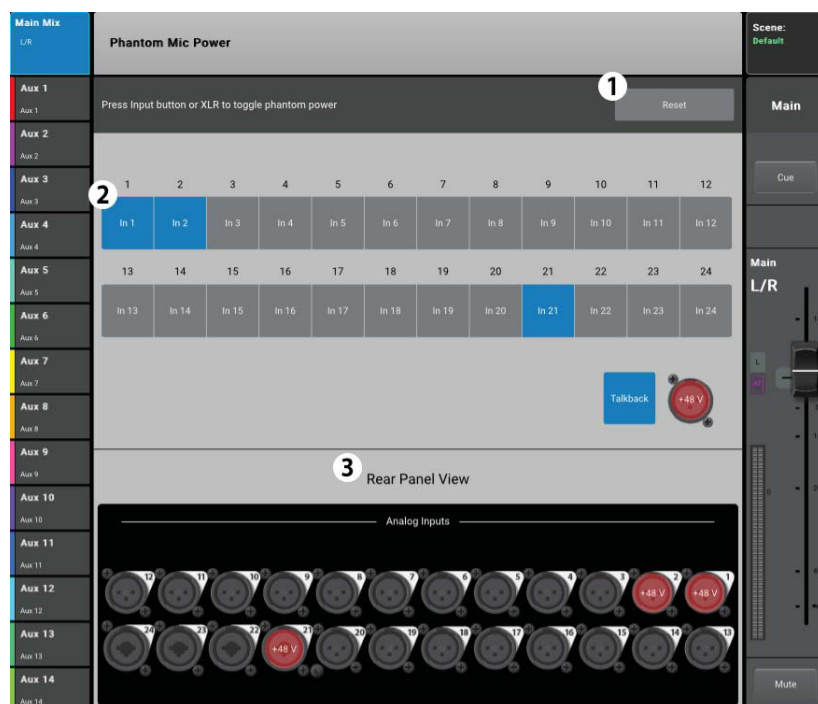 Main Mix
L/R
Phantom Mic Power
Scene:
Default
Aux 1
Aux 1
Press Input button or XLR to toggle phantom power
1
Reset
Main
Aux 2
Aux 2
Aux 3
Aux 3
2
1 2 3 4 5 6 7 8 9 10 11 12
Cue
In 1 In 2 In 3 In 4 In 5 In 6 In 7 In 8 In 9 In 10 In 11 In 12
Aux 4
Aux 4
Aux 5
Aux 5
13 14 15 16 17 18 19 20 21 22 23 24
Main
L/R
In 13 In 14 In 15 In 16 In 17 In 18 In 19 In 20 In 21 In 22 In 23 In 24
Aux 6
Aux 6
Aux 7
Aux 7
L
Talkback
+48 V
Aux 8
Aux 8
Aux 9
Aux 9
3
Rear Panel View
Aux 10
Aux 10
0
Analog Inputs
Aux 11
Aux 11
12 11 10 9 8 7 6 5 4 3 2 1
+48 V +48 V
Aux 12
Aux 12
Aux 13
Aux 13
24 23 22 21 20 19 18 17 16 15 14 13
+48 V
Aux 14
Aux 14
Mute